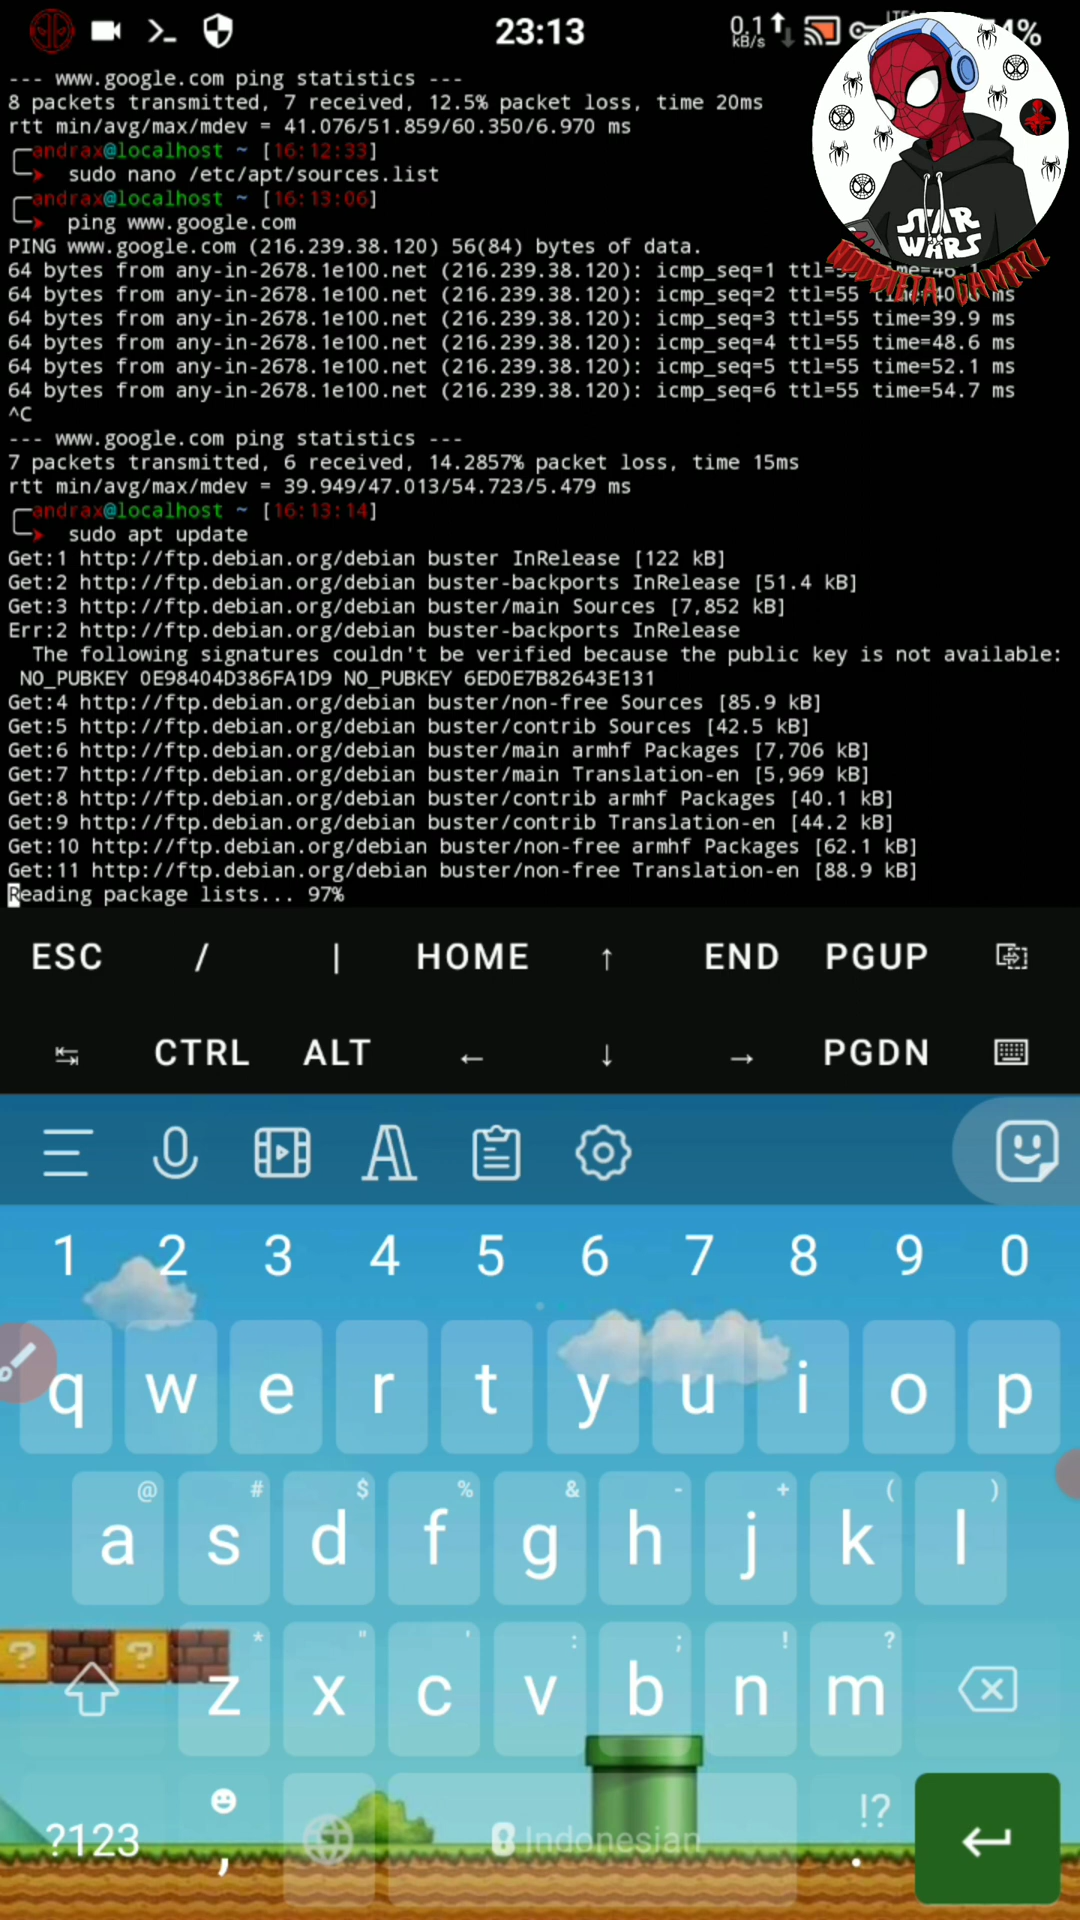 23:13
0.1 kB/s
--- www.google.com ping statistics ---
8 packets transmitted, 7 received, 12.5% packet loss, time 20ms
rtt min/avg/max/mdev = 41.076/51.859/60.350/6.970 ms
andrax@localhost ~ [16:12:33]
sudo nano /etc/apt/sources.list
andrax@localhost ~ [16:13:06]
ping www.google.com
PING www.google.com (216.239.38.120) 56(84) bytes of data.
64 bytes from any-in-2678.1e100.net (216.239.38.120): icmp_seq=1
64 bytes from any-in-2678.1e100.net (216.239.38.120): icmp_seq=2 ttl=55 ms
64 bytes from any-in-2678.1e100.net (216.239.38.120): icmp_seq=3 ttl=55 time=39.9 ms
64 bytes from any-in-2678.1e100.net (216.239.38.120): icmp_seq=4 ttl=55 time=48.6 ms
64 bytes from any-in-2678.1e100.net (216.239.38.120): icmp_seq=5 ttl=55 time=52.1 ms
64 bytes from any-in-2678.1e100.net (216.239.38.120): icmp_seq=6 ttl=55 time=54.7 ms
^C
--- www.google.com ping statistics ---
7 packets transmitted, 6 received, 14.2857% packet loss, time 15ms
rtt min/avg/max/mdev = 39.949/47.013/54.723/5.479 ms
andrax@localhost ~ [16:13:14]
sudo apt update
Get:1 http://ftp.debian.org/debian buster InRelease [122 kB]
Get:2 http://ftp.debian.org/debian buster-backports InRelease [51.4 kB]
Get:3 http://ftp.debian.org/debian buster/main Sources [7,852 kB]
Err:2 http://ftp.debian.org/debian buster-backports InRelease
The following signatures couldn't be verified because the public key is not available:
NO_PUBKEY 0E98404D386FA1D9 NO_PUBKEY 6ED0E7B82643E131
Get:4 http://ftp.debian.org/debian buster/non-free Sources [85.9 kB]
Get:5 http://ftp.debian.org/debian buster/contrib Sources [42.5 kB]
Get:6 http://ftp.debian.org/debian buster/main armhf Packages [7,706 kB]
Get:7 http://ftp.debian.org/debian buster/main Translation-en [5,969 kB]
Get:8 http://ftp.debian.org/debian buster/contrib armhf Packages [40.1 kB]
Get:9 http://ftp.debian.org/debian buster/contrib Translation-en [44.2 kB]
Get:10 http://ftp.debian.org/debian buster/non-free armhf Packages [62.1 kB]
Get:11 http://ftp.debian.org/debian buster/non-free Translation-en [88.9 kB]
Reading package lists... 97%
STAR WARS
GAMERZ
ESC / | HOME ↑ END PGUP
CTRL ALT ← ↓ → PGDN
1 2 3 4 5 6 7 8 9 0
q w e r t y u i o p
@ # $ % & - + ( )
a s d f g h j k l
* " ' : ; ! ?
z x c v b n m
?123 , Indonesian . !?